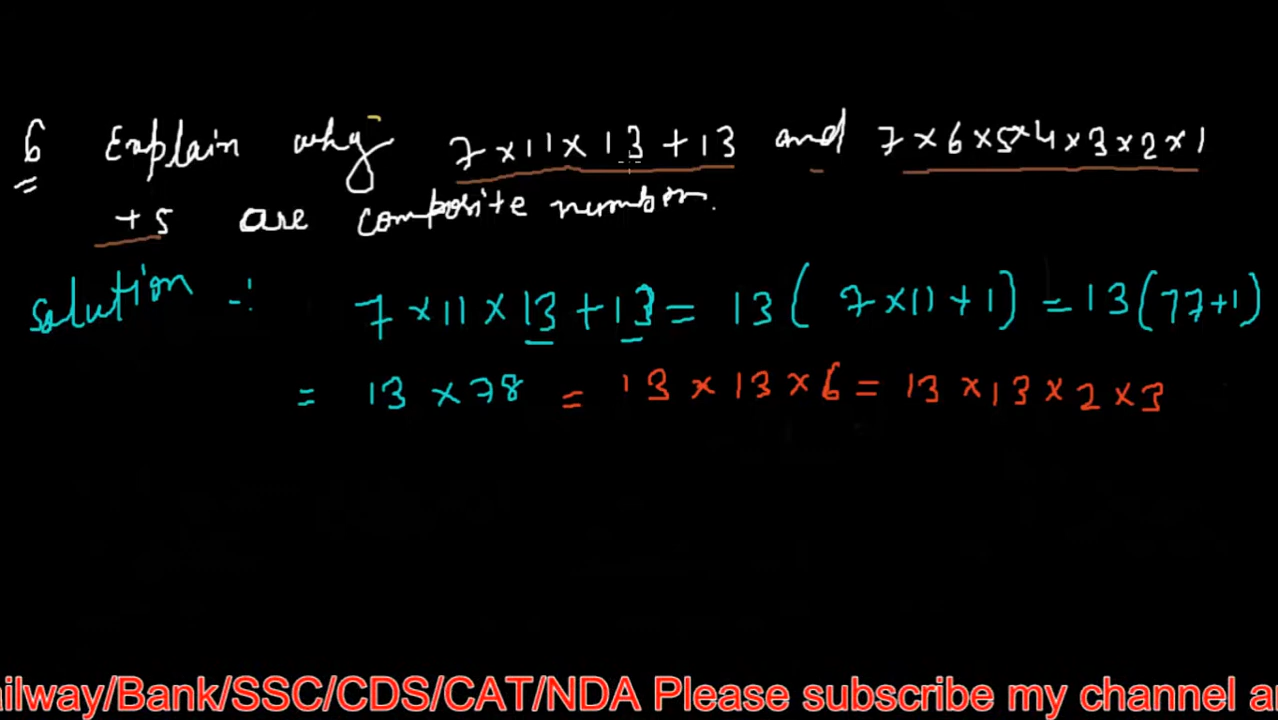 6 Explain why 7 × 11 × 13 + 13 and 7 × 6 × 5 × 4 × 3 × 2 × 1
+ 5 are composite number.
Solution :- 7 × 11 × 13 + 13 = 13 ( 7 × 11 + 1 ) = 13 ( 77 + 1 )
= 13 × 78 = 13 × 13 × 6 = 13 × 13 × 2 × 3
ailway/Bank/SSC/CDS/CAT/NDA Please subscribe my channel a